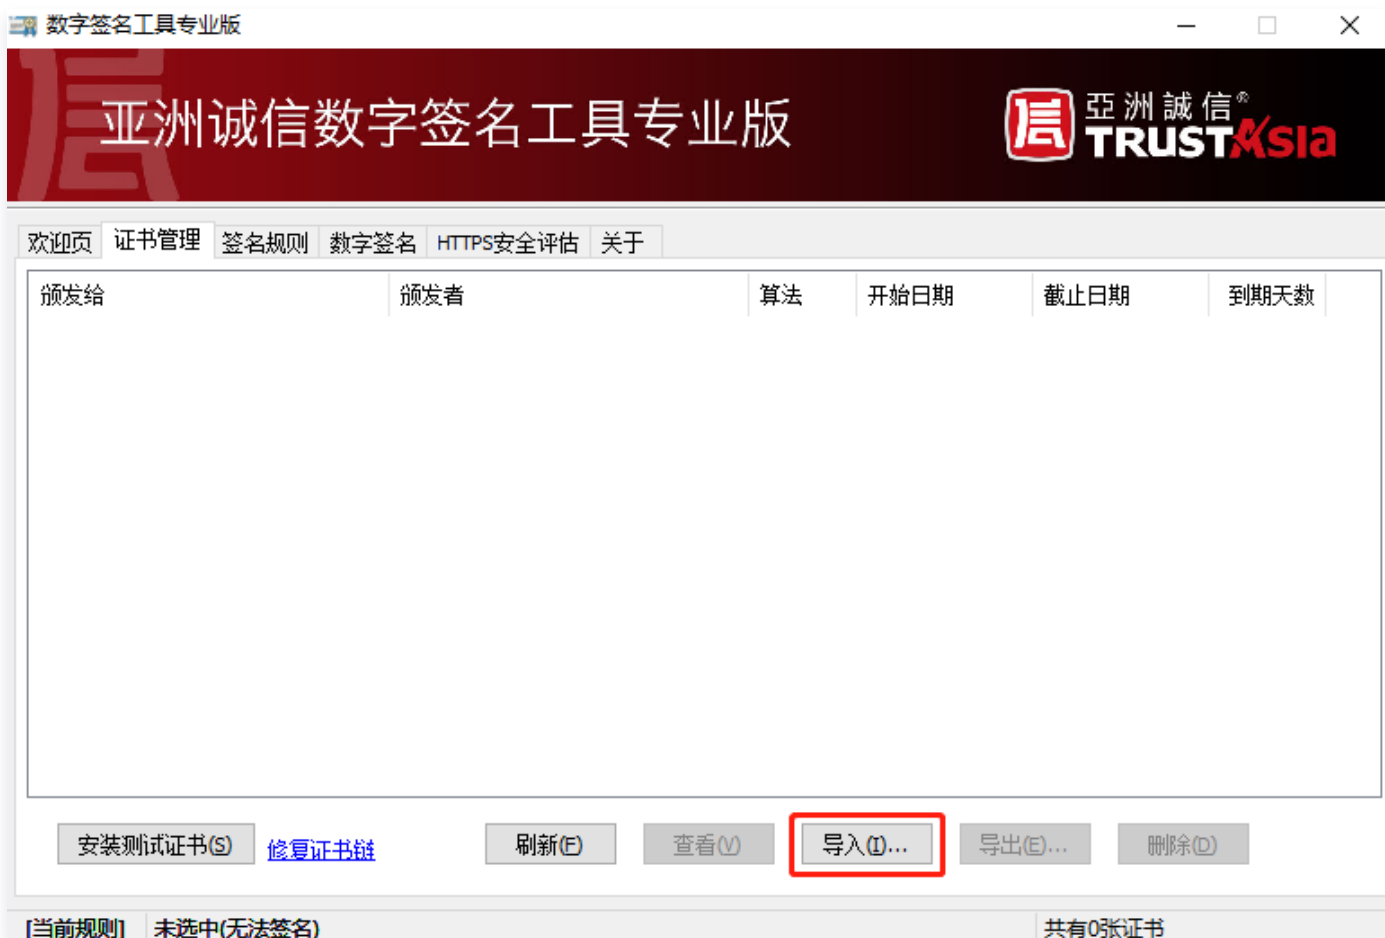 数字签名工具专业版
亚洲诚信数字签名工具专业版
亞洲誠信®
TRUSTAsia
欢迎页 证书管理 签名规则 数字签名 HTTPS安全评估 关于
颁发给 颁发者 算法 开始日期 截止日期 到期天数
安装测试证书(S) 修复证书链 刷新(F) 查看(V) 导入(I)... 导出(E)... 删除(D)
[当前规则] 未选中(无法签名) 共有0张证书